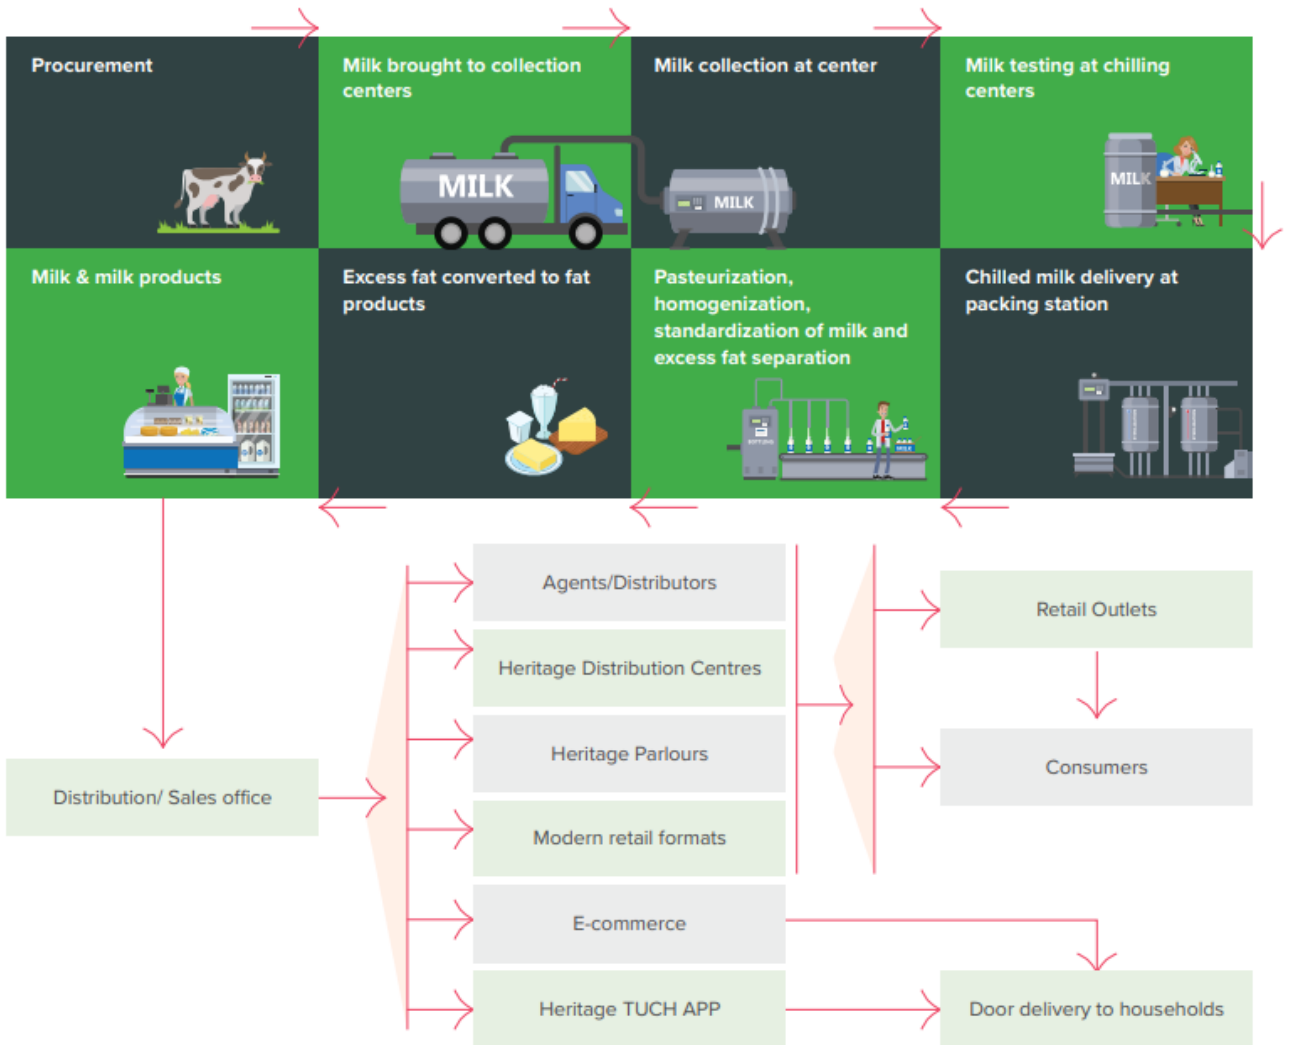 Procurement
Milk brought to collection
centers
Milk collection at center
Milk testing at chilling
centers
MILK
MILK
MILK
Milk & milk products
Excess fat converted to fat
products
Pasteurization,
homogenization,
standardization of milk and
excess fat separation
Chilled milk delivery at
packing station
MILK
Agents/Distributors
Heritage Distribution Centres
Heritage Parlours
Modern retail formats
E-commerce
Heritage TUCH APP
Distribution/ Sales office
Retail Outlets
Consumers
Door delivery to households